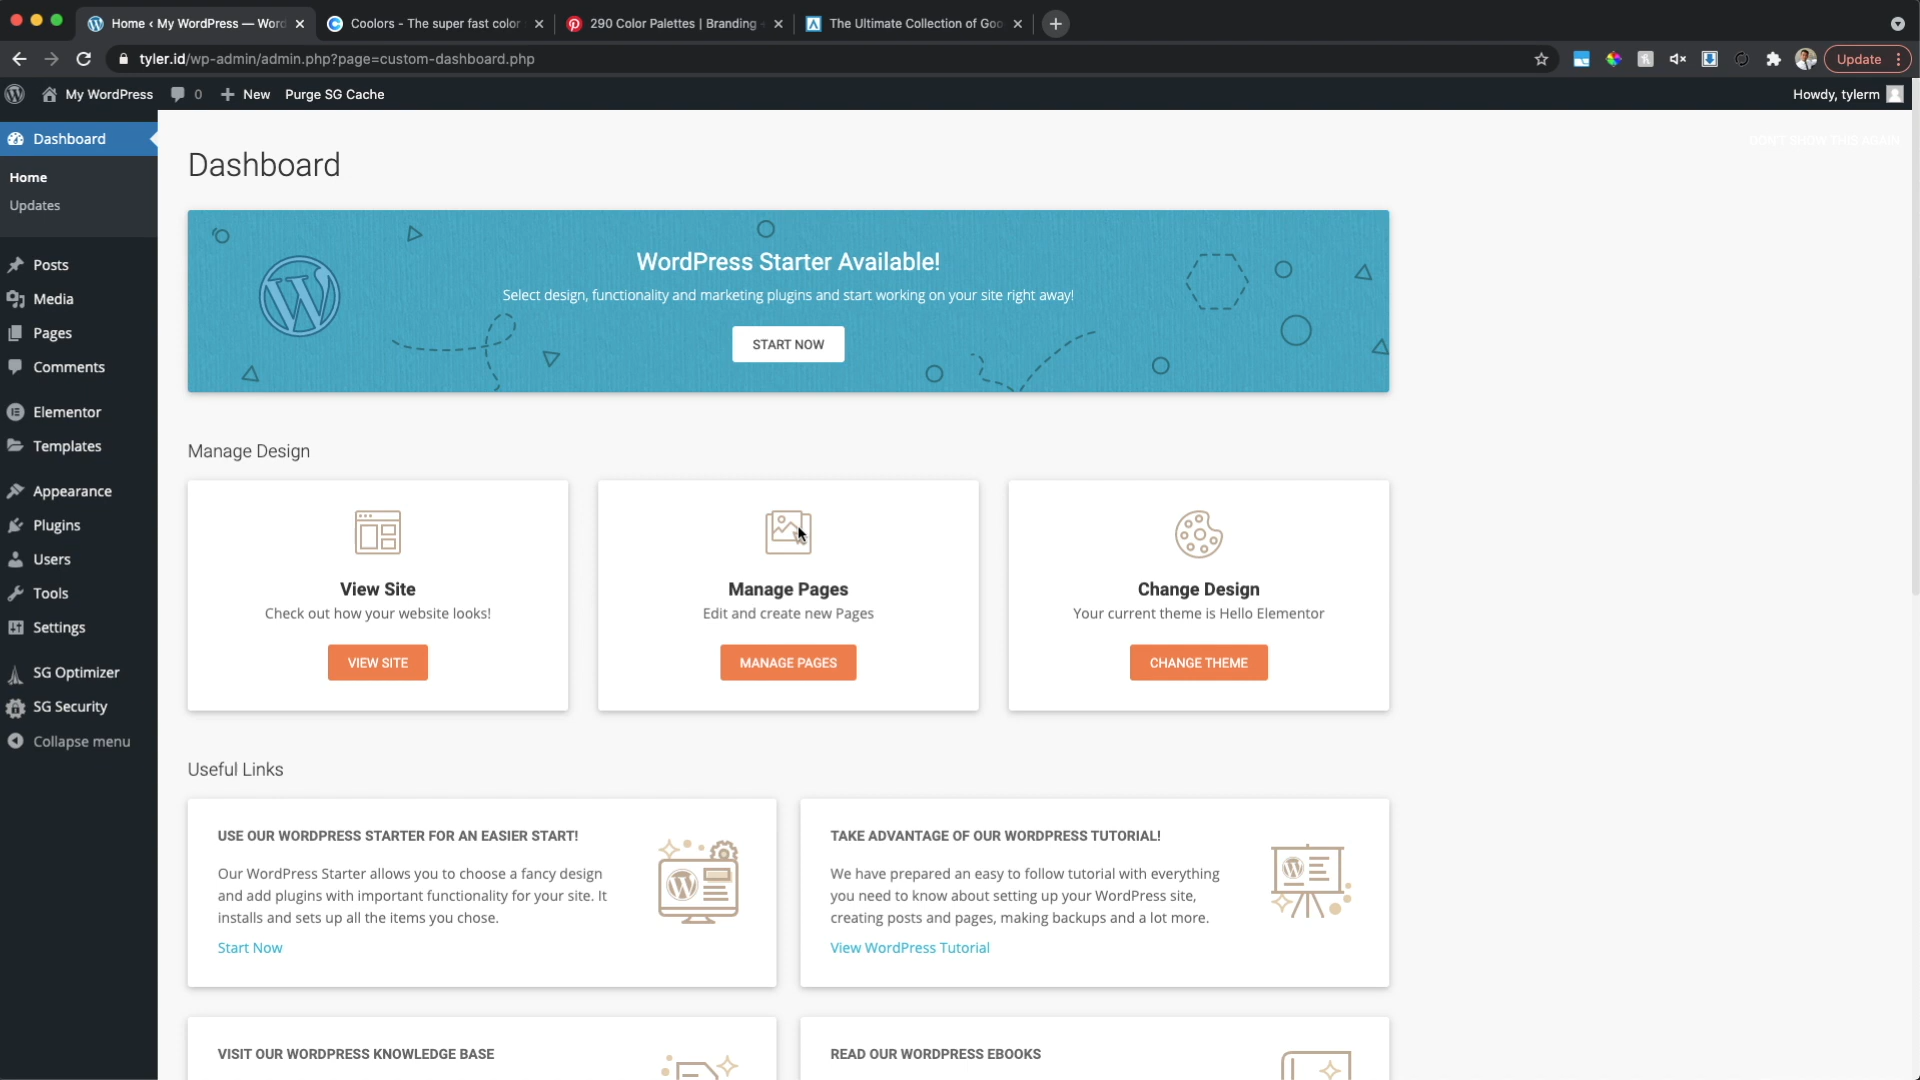 Home ‹ My WordPress — Word
Coolors - The super fast color
290 Color Palettes | Branding
The Ultimate Collection of Goo
tyler.id/wp-admin/admin.php?page=custom-dashboard.php
Update
My WordPress
0
New
Purge SG Cache
Howdy, tylerm
DON'T SHOW THIS AGAIN
Dashboard
Home
Updates
Posts
Media
Pages
Comments
Elementor
Templates
Appearance
Plugins
Users
Tools
Settings
SG Optimizer
SG Security
Collapse menu
Dashboard
WordPress Starter Available!
Select design, functionality and marketing plugins and start working on your site right away!
START NOW
Manage Design
View Site
Check out how your website looks!
VIEW SITE
Manage Pages
Edit and create new Pages
MANAGE PAGES
Change Design
Your current theme is Hello Elementor
CHANGE THEME
Useful Links
USE OUR WORDPRESS STARTER FOR AN EASIER START!
Our WordPress Starter allows you to choose a fancy design
and add plugins with important functionality for your site. It
installs and sets up all the items you chose.
Start Now
TAKE ADVANTAGE OF OUR WORDPRESS TUTORIAL!
We have prepared an easy to follow tutorial with everything
you need to know about setting up your WordPress site,
creating posts and pages, making backups and a lot more.
View WordPress Tutorial
VISIT OUR WORDPRESS KNOWLEDGE BASE
READ OUR WORDPRESS EBOOKS